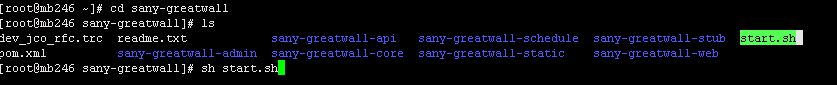 [root@mb246 ~]# cd sany-greatwall
[root@mb246 sany-greatwall]# ls
dev_jco_rfc.trc readme.txt sany-greatwall-api sany-greatwall-schedule sany-greatwall-stub start.sh
pom.xml sany-greatwall-admin sany-greatwall-core sany-greatwall-static sany-greatwall-web
[root@mb246 sany-greatwall]# sh start.sh